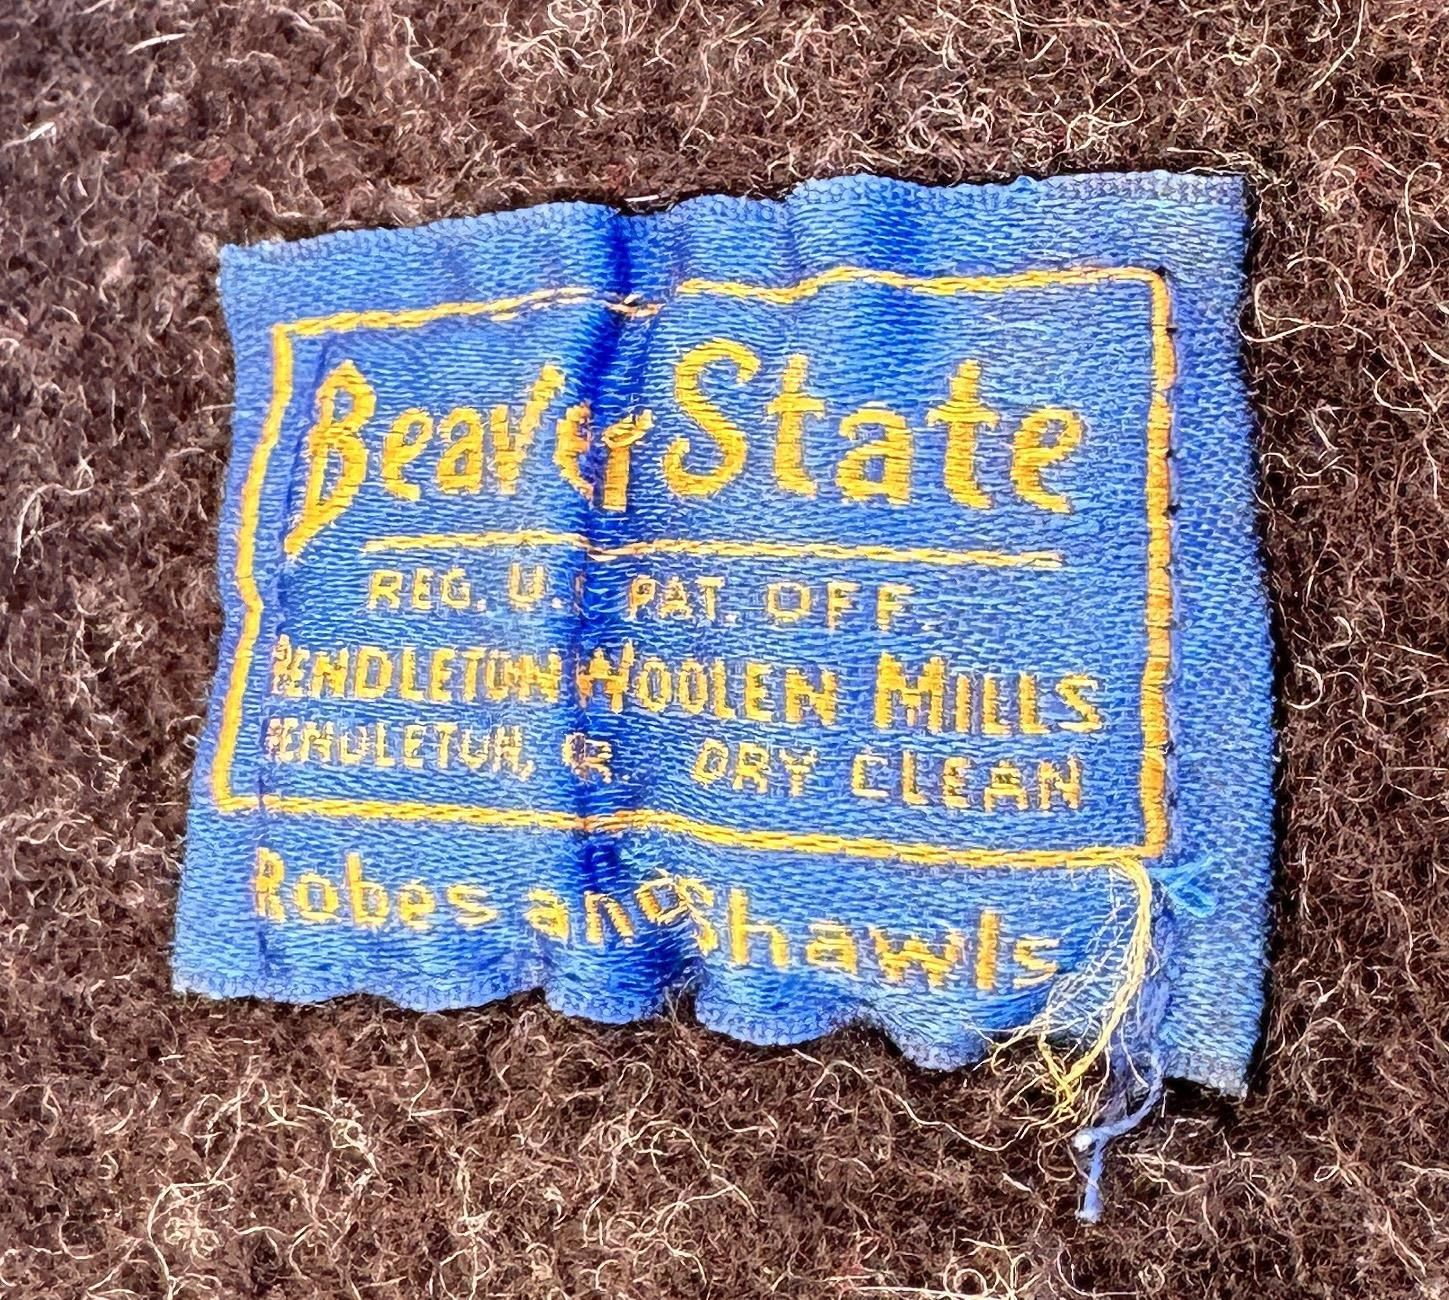 Beaver State
REG. U. PAT. OFF.
PENDLETON WOOLEN MILLS
PENDLETON, OR. DRY CLEAN
Robes and Shawls